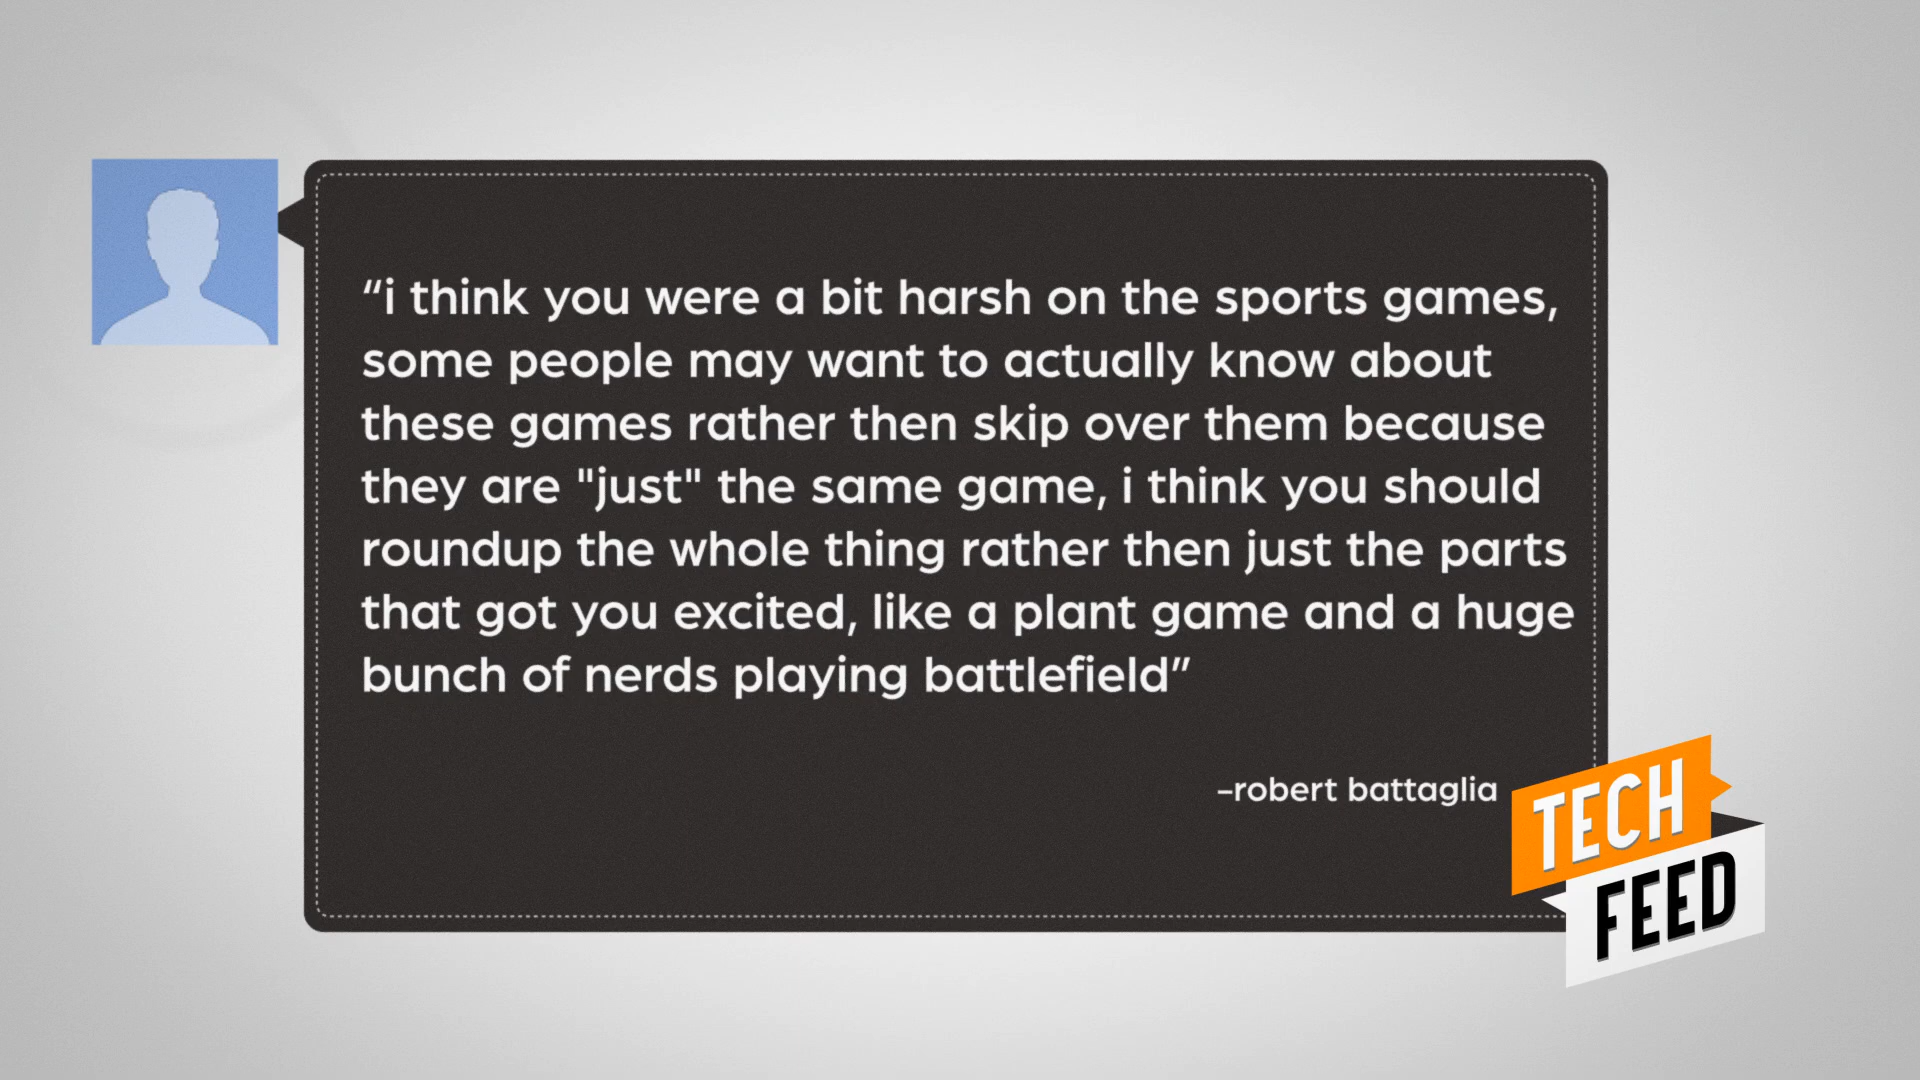 “i think you were a bit harsh on the sports games,
some people may want to actually know about
these games rather then skip over them because
they are "just" the same game, i think you should
roundup the whole thing rather then just the parts
that got you excited, like a plant game and a huge
bunch of nerds playing battlefield”
–robert battaglia
TECH
FEED